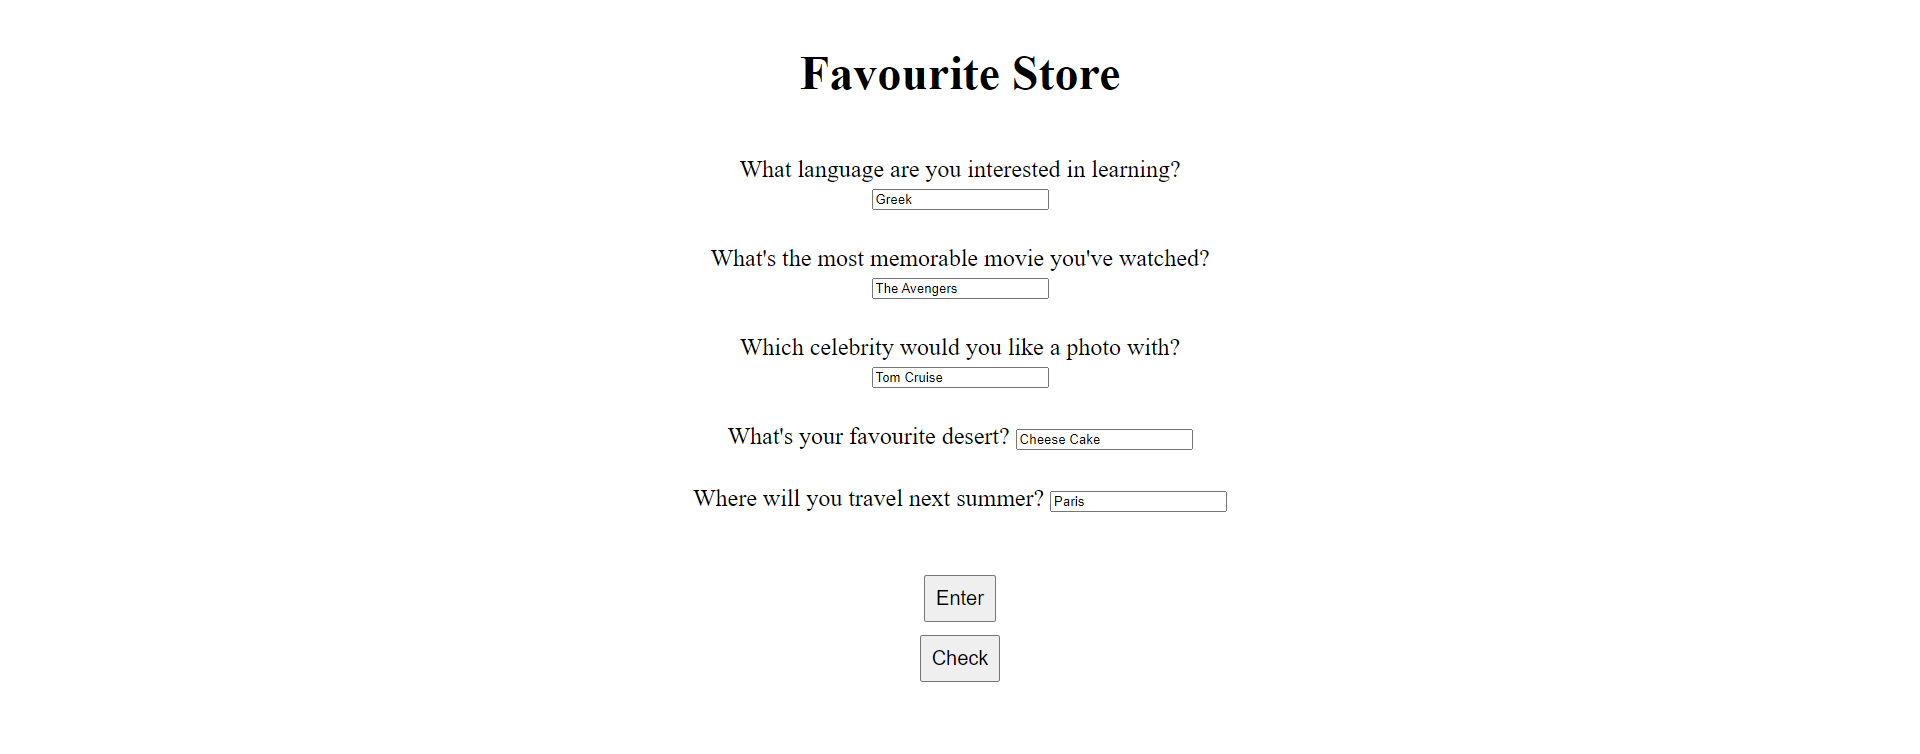 Favourite Store
What language are you interested in learning?
Greek
What's the most memorable movie you've watched?
The Avengers
Which celebrity would you like a photo with?
Tom Cruise
What's your favourite desert? Cheese Cake
Where will you travel next summer? Paris
Enter
Check